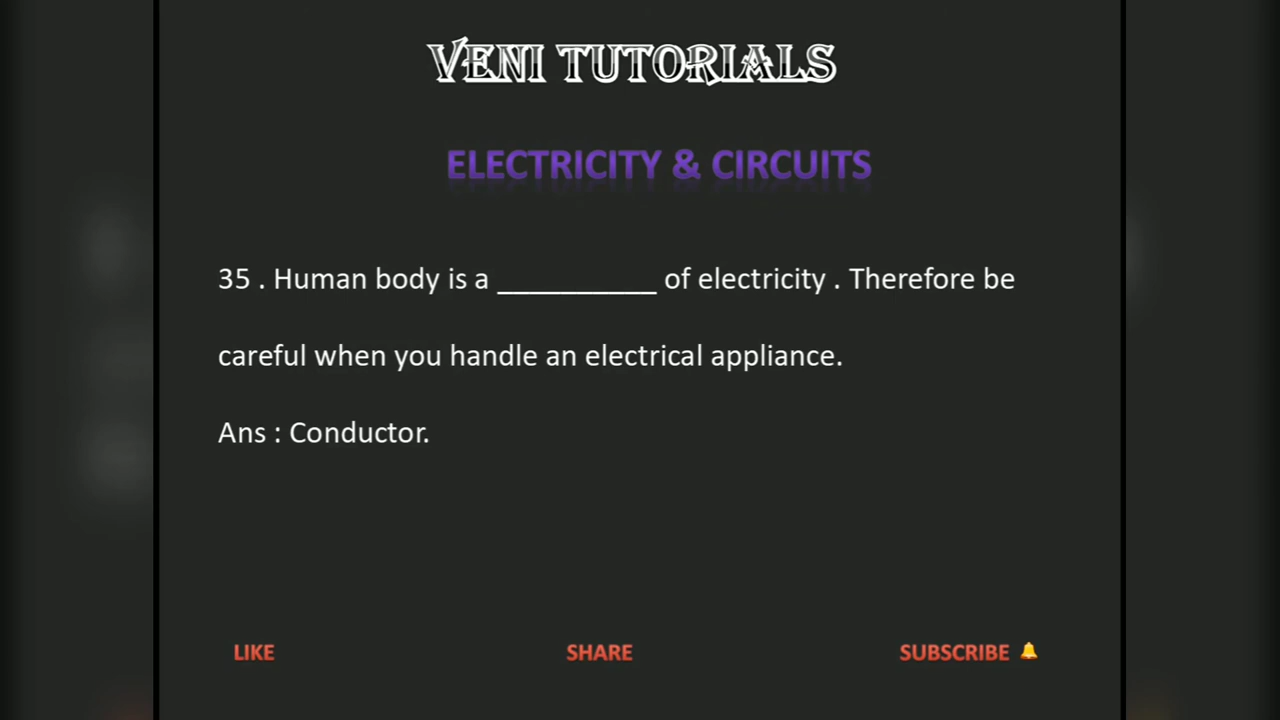 VENI TUTORIALS
ELECTRICITY & CIRCUITS
35 . Human body is a __________ of electricity . Therefore be
careful when you handle an electrical appliance.
Ans : Conductor.
LIKE SHARE SUBSCRIBE 🔔